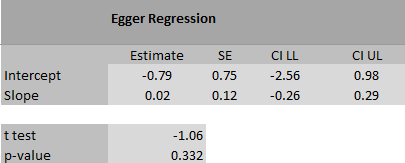 Egger Regression
Estimate SE CI LL CI UL
Intercept -0.79 0.75 -2.56 0.98
Slope 0.02 0.12 -0.26 0.29
t test -1.06
p-value 0.332